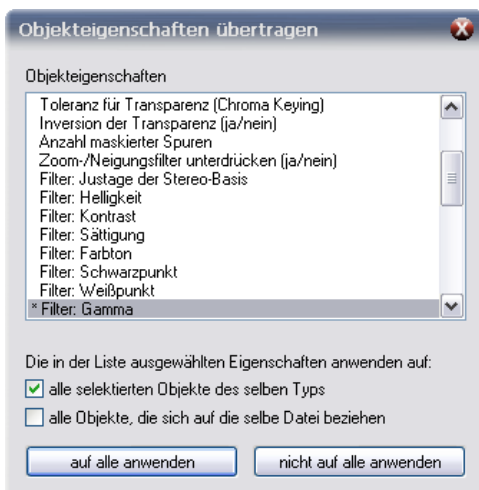 Objekteigenschaften übertragen
Objekteigenschaften
Toleranz für Transparenz (Chroma Keying)
Inversion der Transparenz (ja/nein)
Anzahl maskierter Spuren
Zoom-/Neigungsfilter unterdrücken (ja/nein)
Filter: Justage der Stereo-Basis
Filter: Helligkeit
Filter: Kontrast
Filter: Sättigung
Filter: Farbton
Filter: Schwarzpunkt
Filter: Weißpunkt
* Filter: Gamma
Die in der Liste ausgewählten Eigenschaften anwenden auf:
alle selektierten Objekte des selben Typs
alle Objekte, die sich auf die selbe Datei beziehen
auf alle anwenden
nicht auf alle anwenden